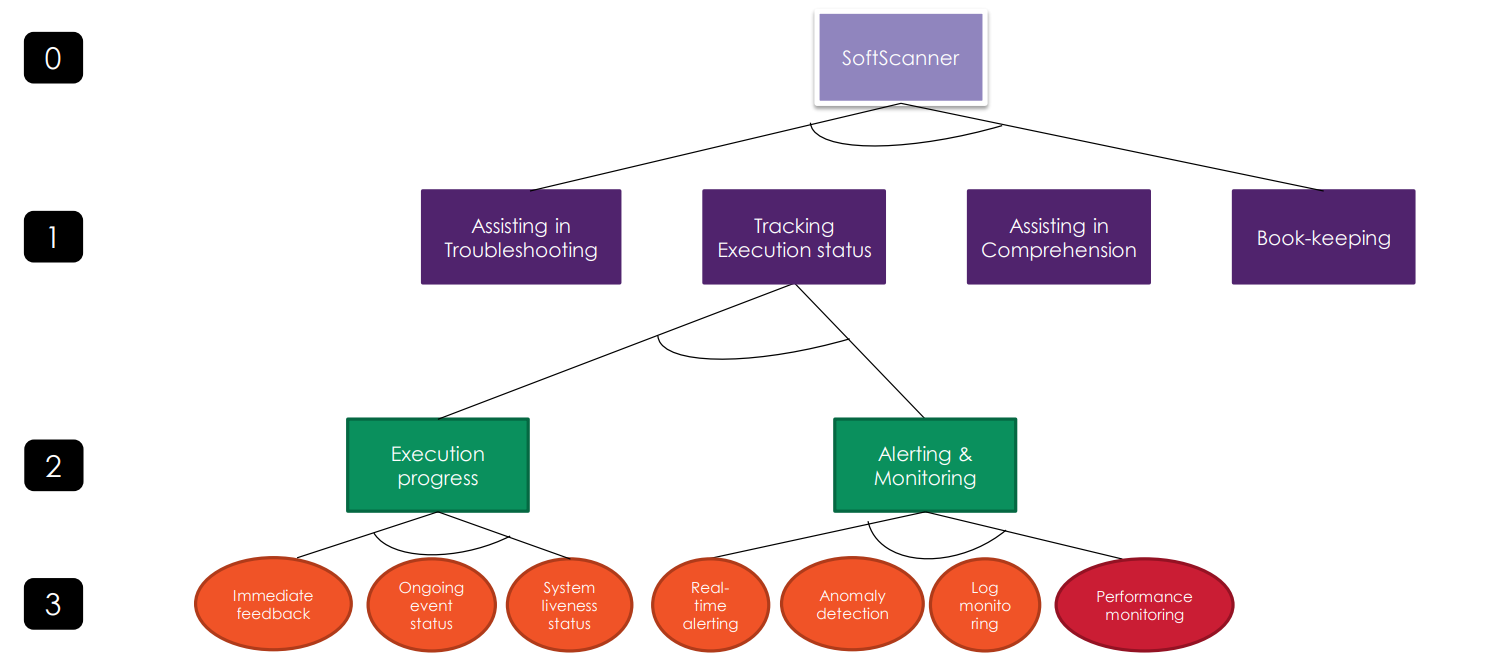 0
SoftScanner
1
Assisting in
Troubleshooting
Tracking
Execution status
Assisting in
Comprehension
Book-keeping
2
Execution
progress
Alerting &
Monitoring
3
Immediate
feedback
Ongoing
event
status
System
liveness
status
Real-
time
alerting
Anomaly
detection
Log
monito
ring
Performance
monitoring